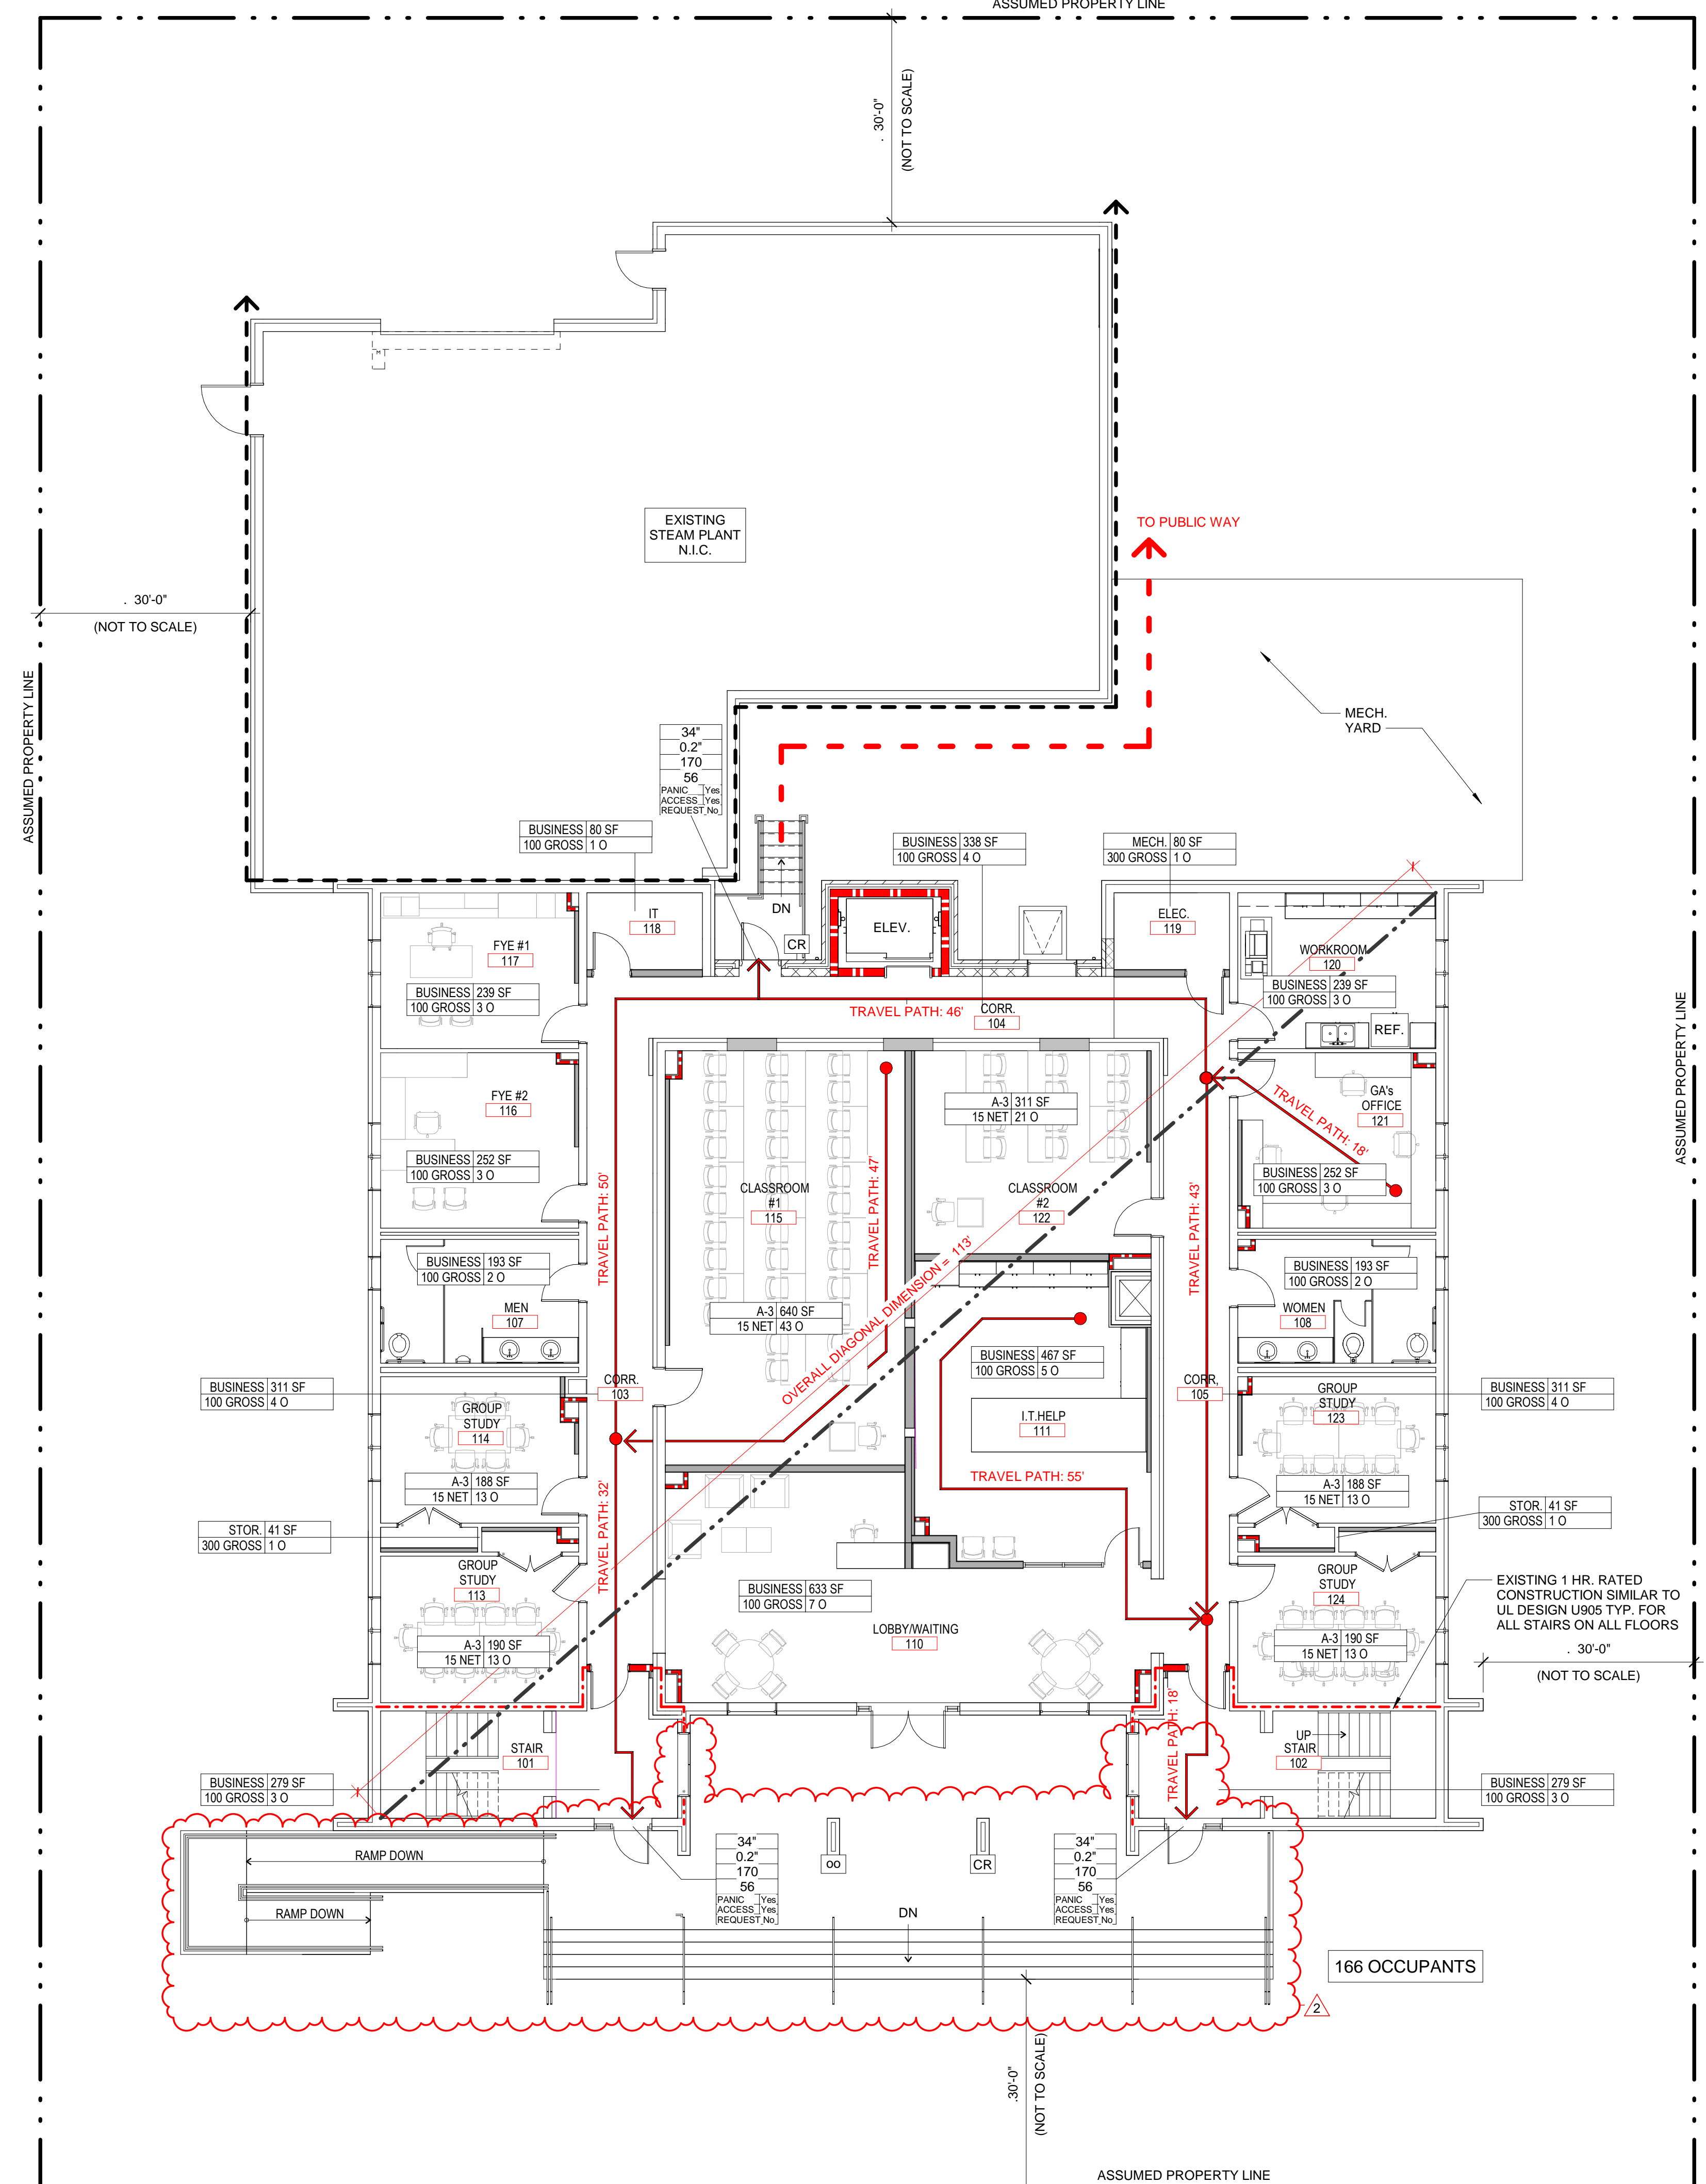 ASSUMED PROPERTY LINE
. 30'-0"
(NOT TO SCALE)
EXISTING
STEAM PLANT
N.I.C.
M
TO PUBLIC WAY
. 30'-0"
(NOT TO SCALE)
ASSUMED PROPERTY LINE
MECH.
YARD
34"
0.2"
170
56
PANIC Yes
ACCESS Yes
REQUEST No
BUSINESS 80 SF
100 GROSS 1 O
BUSINESS 338 SF
100 GROSS 4 O
MECH. 80 SF
300 GROSS 1 O
IT
118
DN
CR
ELEV.
ELEC.
119
FYE #1
117
BUSINESS 239 SF
100 GROSS 3 O
WORKROOM
120
BUSINESS 239 SF
100 GROSS 3 O
REF.
TRAVEL PATH: 46'
CORR.
104
FYE #2
116
BUSINESS 252 SF
100 GROSS 3 O
A-3 311 SF
15 NET 21 O
GA's
OFFICE
121
TRAVEL PATH: 18'
BUSINESS 252 SF
100 GROSS 3 O
ASSUMED PROPERTY LINE
TRAVEL PATH: 50'
CLASSROOM
#1
115
TRAVEL PATH: 47'
CLASSROOM
#2
122
TRAVEL PATH: 43'
BUSINESS 193 SF
100 GROSS 2 O
MEN
107
A-3 640 SF
15 NET 43 O
OVERALL DIAGONAL DIMENSION = 113'
BUSINESS 193 SF
100 GROSS 2 O
WOMEN
108
BUSINESS 467 SF
100 GROSS 5 O
BUSINESS 311 SF
100 GROSS 4 O
CORR.
103
CORR.
105
BUSINESS 311 SF
100 GROSS 4 O
GROUP
STUDY
114
A-3 188 SF
15 NET 13 O
I.T.HELP
111
GROUP
STUDY
123
A-3 188 SF
15 NET 13 O
TRAVEL PATH: 55'
TRAVEL PATH: 32'
STOR. 41 SF
300 GROSS 1 O
STOR. 41 SF
300 GROSS 1 O
GROUP
STUDY
113
A-3 190 SF
15 NET 13 O
BUSINESS 633 SF
100 GROSS 7 O
LOBBY/WAITING
110
GROUP
STUDY
124
A-3 190 SF
15 NET 13 O
EXISTING 1 HR. RATED
CONSTRUCTION SIMILAR TO
UL DESIGN U905 TYP. FOR
ALL STAIRS ON ALL FLOORS
. 30'-0"
(NOT TO SCALE)
STAIR
101
TRAVEL PATH: 18'
UP
STAIR
102
BUSINESS 279 SF
100 GROSS 3 O
BUSINESS 279 SF
100 GROSS 3 O
RAMP DOWN
RAMP DOWN
34"
0.2"
170
56
PANIC Yes
ACCESS Yes
REQUEST No
oo
CR
34"
0.2"
170
56
PANIC Yes
ACCESS Yes
REQUEST No
DN
166 OCCUPANTS
2
.30'-0"
(NOT TO SCALE)
ASSUMED PROPERTY LINE